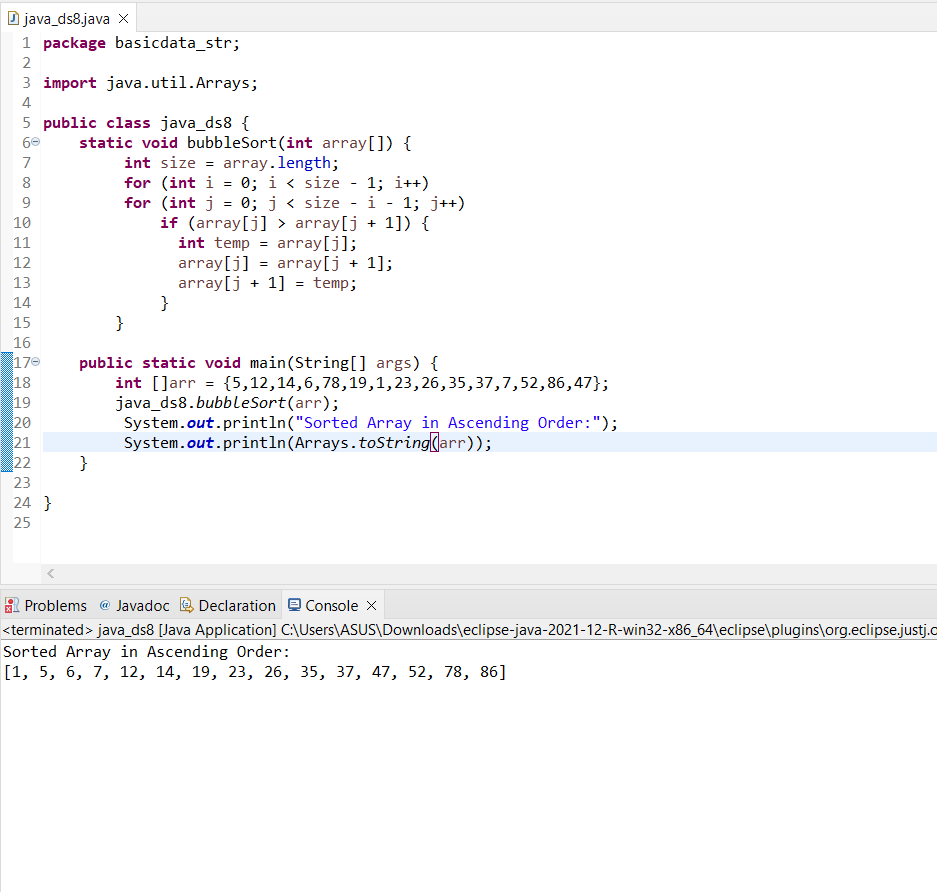 java_ds8.java
1 package basicdata_str;
2
3 import java.util.Arrays;
4
5 public class java_ds8 {
6 static void bubbleSort(int array[]) {
7 int size = array.length;
8 for (int i = 0; i < size - 1; i++)
9 for (int j = 0; j < size - i - 1; j++)
10 if (array[j] > array[j + 1]) {
11 int temp = array[j];
12 array[j] = array[j + 1];
13 array[j + 1] = temp;
14 }
15 }
16
17 public static void main(String[] args) {
18 int []arr = {5,12,14,6,78,19,1,23,26,35,37,7,52,86,47};
19 java_ds8.bubbleSort(arr);
20 System.out.println("Sorted Array in Ascending Order:");
21 System.out.println(Arrays.toString(arr));
22 }
23
24 }
25
Problems @ Javadoc Declaration Console
<terminated> java_ds8 [Java Application] C:\Users\ASUS\Downloads\eclipse-java-2021-12-R-win32-x86_64\eclipse\plugins\org.eclipse.justj.o
Sorted Array in Ascending Order:
[1, 5, 6, 7, 12, 14, 19, 23, 26, 35, 37, 47, 52, 78, 86]